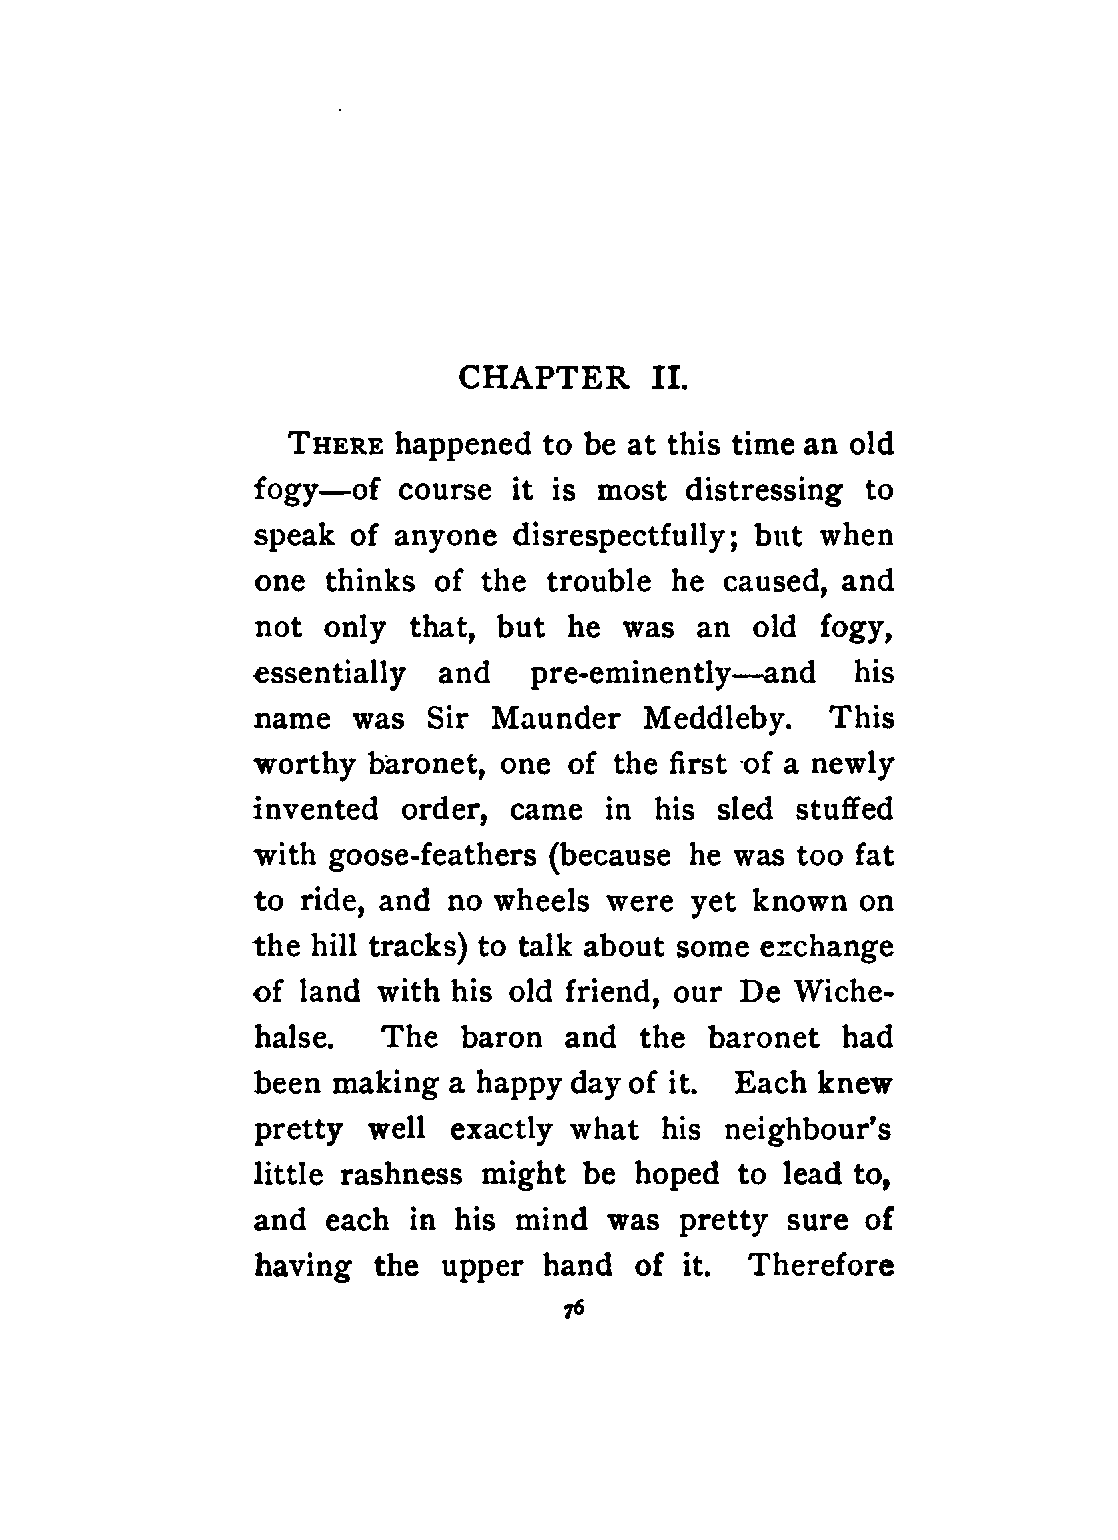 CHAPTER II.
THERE happened to be at this time an old
fogy—of course it is most distressing to
speak of anyone disrespectfully; but when
one thinks of the trouble he caused, and
not only that, but he was an old fogy,
essentially and pre-eminently—and his
name was Sir Maunder Meddleby. This
worthy baronet, one of the first of a newly
invented order, came in his sled stuffed
with goose-feathers (because he was too fat
to ride, and no wheels were yet known on
the hill tracks) to talk about some exchange
of land with his old friend, our De Wiche-
halse. The baron and the baronet had
been making a happy day of it. Each knew
pretty well exactly what his neighbour's
little rashness might be hoped to lead to,
and each in his mind was pretty sure of
having the upper hand of it. Therefore
76